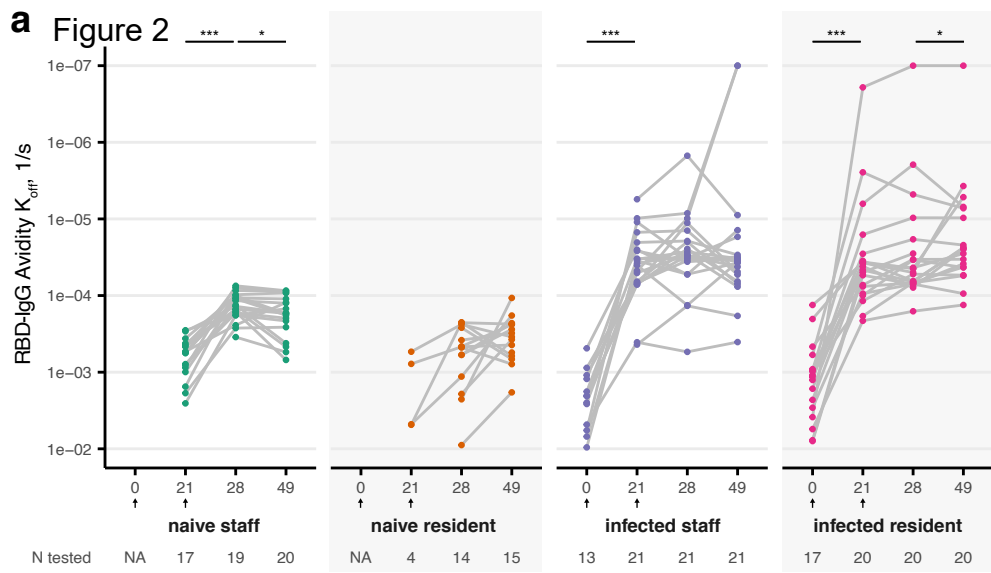 a Figure 2
*** * *** *** *
1e−07
1e−06
1e−05
1e−04
1e−03
1e−02
RBD-IgG Avidity Koff, 1/s
0 21 28 49 0 21 28 49 0 21 28 49 0 21 28 49
naive staff naive resident infected staff infected resident
N tested NA 17 19 20 NA 4 14 15 13 21 21 21 17 20 20 20